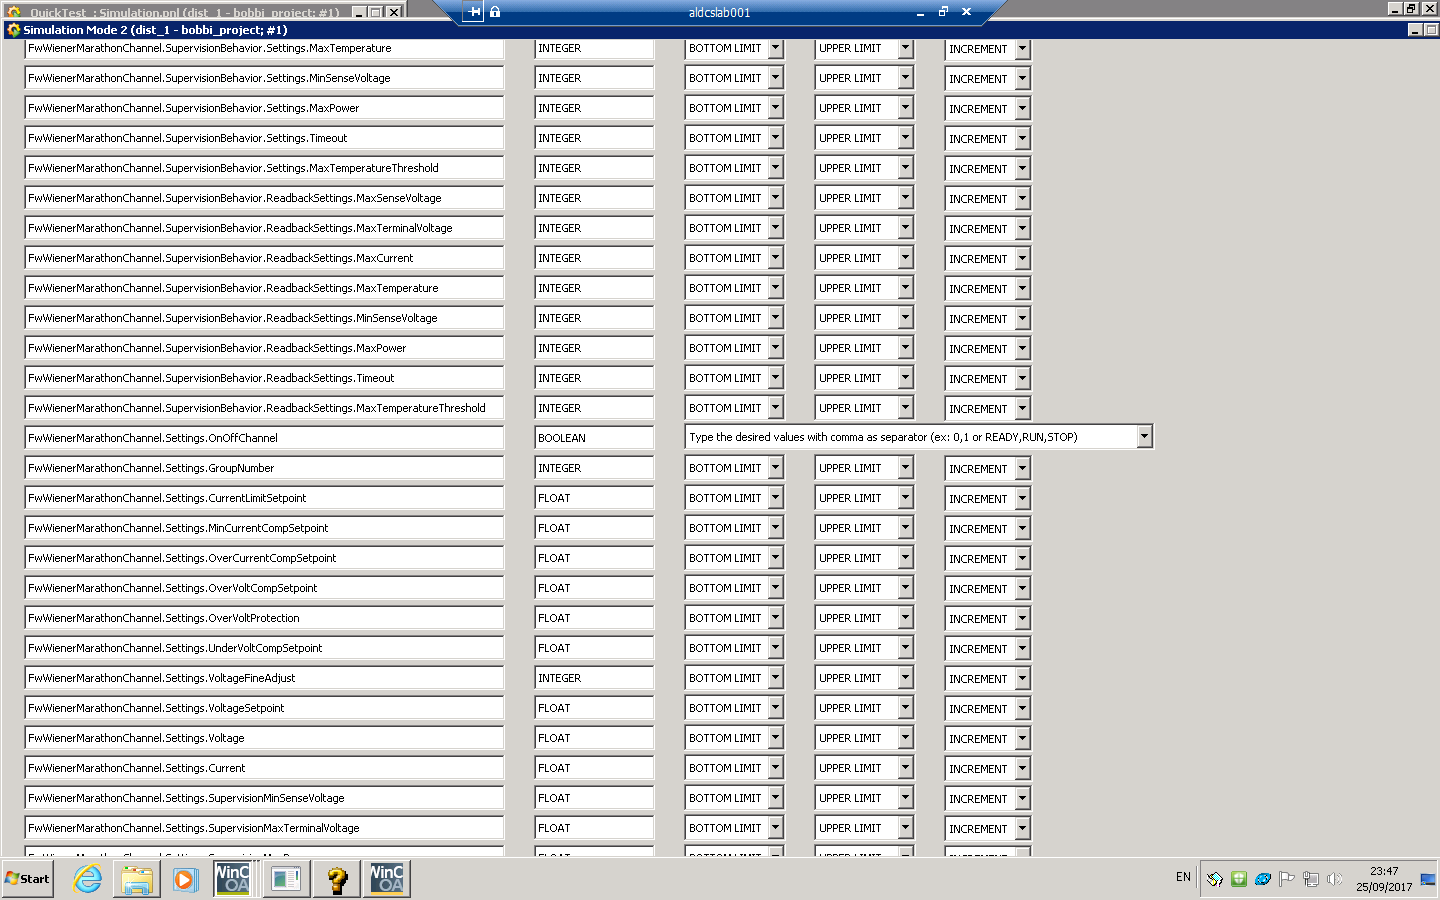 QuickTest_: Simulation.pnl (dist_1 - bobbi_project; #1)
aldcslab001
Simulation Mode 2 (dist_1 - bobbi_project; #1)
FwWienerMarathonChannel.SupervisionBehavior.Settings.MaxTemperature INTEGER BOTTOM LIMIT UPPER LIMIT INCREMENT
FwWienerMarathonChannel.SupervisionBehavior.Settings.MinSenseVoltage INTEGER BOTTOM LIMIT UPPER LIMIT INCREMENT
FwWienerMarathonChannel.SupervisionBehavior.Settings.MaxPower INTEGER BOTTOM LIMIT UPPER LIMIT INCREMENT
FwWienerMarathonChannel.SupervisionBehavior.Settings.Timeout INTEGER BOTTOM LIMIT UPPER LIMIT INCREMENT
FwWienerMarathonChannel.SupervisionBehavior.Settings.MaxTemperatureThreshold INTEGER BOTTOM LIMIT UPPER LIMIT INCREMENT
FwWienerMarathonChannel.SupervisionBehavior.ReadbackSettings.MaxSenseVoltage INTEGER BOTTOM LIMIT UPPER LIMIT INCREMENT
FwWienerMarathonChannel.SupervisionBehavior.ReadbackSettings.MaxTerminalVoltage INTEGER BOTTOM LIMIT UPPER LIMIT INCREMENT
FwWienerMarathonChannel.SupervisionBehavior.ReadbackSettings.MaxCurrent INTEGER BOTTOM LIMIT UPPER LIMIT INCREMENT
FwWienerMarathonChannel.SupervisionBehavior.ReadbackSettings.MaxTemperature INTEGER BOTTOM LIMIT UPPER LIMIT INCREMENT
FwWienerMarathonChannel.SupervisionBehavior.ReadbackSettings.MinSenseVoltage INTEGER BOTTOM LIMIT UPPER LIMIT INCREMENT
FwWienerMarathonChannel.SupervisionBehavior.ReadbackSettings.MaxPower INTEGER BOTTOM LIMIT UPPER LIMIT INCREMENT
FwWienerMarathonChannel.SupervisionBehavior.ReadbackSettings.Timeout INTEGER BOTTOM LIMIT UPPER LIMIT INCREMENT
FwWienerMarathonChannel.SupervisionBehavior.ReadbackSettings.MaxTemperatureThreshold INTEGER BOTTOM LIMIT UPPER LIMIT INCREMENT
FwWienerMarathonChannel.Settings.OnOffChannel BOOLEAN Type the desired values with comma as separator (ex: 0,1 or READY,RUN,STOP)
FwWienerMarathonChannel.Settings.GroupNumber INTEGER BOTTOM LIMIT UPPER LIMIT INCREMENT
FwWienerMarathonChannel.Settings.CurrentLimitSetpoint FLOAT BOTTOM LIMIT UPPER LIMIT INCREMENT
FwWienerMarathonChannel.Settings.MinCurrentCompSetpoint FLOAT BOTTOM LIMIT UPPER LIMIT INCREMENT
FwWienerMarathonChannel.Settings.OverCurrentCompSetpoint FLOAT BOTTOM LIMIT UPPER LIMIT INCREMENT
FwWienerMarathonChannel.Settings.OverVoltCompSetpoint FLOAT BOTTOM LIMIT UPPER LIMIT INCREMENT
FwWienerMarathonChannel.Settings.OverVoltProtection FLOAT BOTTOM LIMIT UPPER LIMIT INCREMENT
FwWienerMarathonChannel.Settings.UnderVoltCompSetpoint FLOAT BOTTOM LIMIT UPPER LIMIT INCREMENT
FwWienerMarathonChannel.Settings.VoltageFineAdjust INTEGER BOTTOM LIMIT UPPER LIMIT INCREMENT
FwWienerMarathonChannel.Settings.VoltageSetpoint FLOAT BOTTOM LIMIT UPPER LIMIT INCREMENT
FwWienerMarathonChannel.Settings.Voltage FLOAT BOTTOM LIMIT UPPER LIMIT INCREMENT
FwWienerMarathonChannel.Settings.Current FLOAT BOTTOM LIMIT UPPER LIMIT INCREMENT
FwWienerMarathonChannel.Settings.SupervisionMinSenseVoltage FLOAT BOTTOM LIMIT UPPER LIMIT INCREMENT
FwWienerMarathonChannel.Settings.SupervisionMaxTerminalVoltage FLOAT BOTTOM LIMIT UPPER LIMIT INCREMENT
Start WinC OA WinC OA EN 23:47
25/09/2017